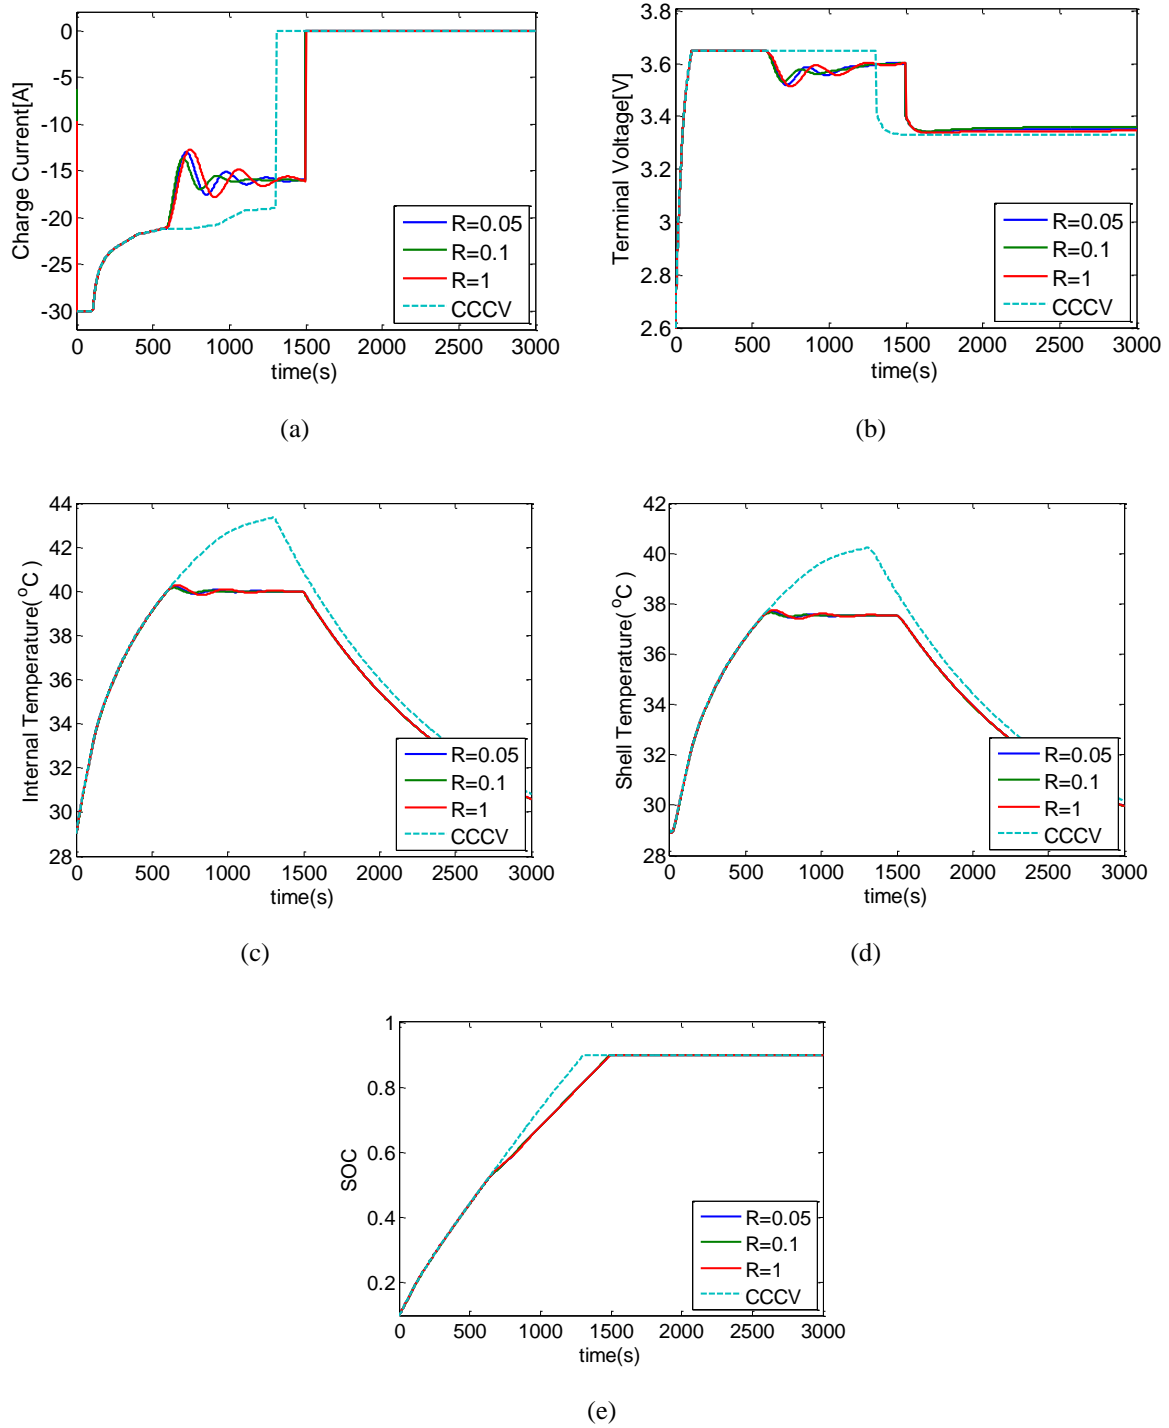 0
-5
-10
-15
-20
-25
-30
Charge Current[A]
R=0.05
R=0.1
R=1
CCCV
0 500 1000 1500 2000 2500 3000
time(s)
(a)
3.8
3.6
3.4
3.2
3
2.8
2.6
Terminal Voltage[V]
R=0.05
R=0.1
R=1
CCCV
0 500 1000 1500 2000 2500 3000
time(s)
(b)
44
42
40
38
36
34
32
30
28
Internal Temperature(°C )
R=0.05
R=0.1
R=1
CCCV
0 500 1000 1500 2000 2500 3000
time(s)
(c)
42
40
38
36
34
32
30
28
Shell Temperature(°C )
R=0.05
R=0.1
R=1
CCCV
0 500 1000 1500 2000 2500 3000
time(s)
(d)
1
0.8
0.6
0.4
0.2
SOC
R=0.05
R=0.1
R=1
CCCV
0 500 1000 1500 2000 2500 3000
time(s)
(e)